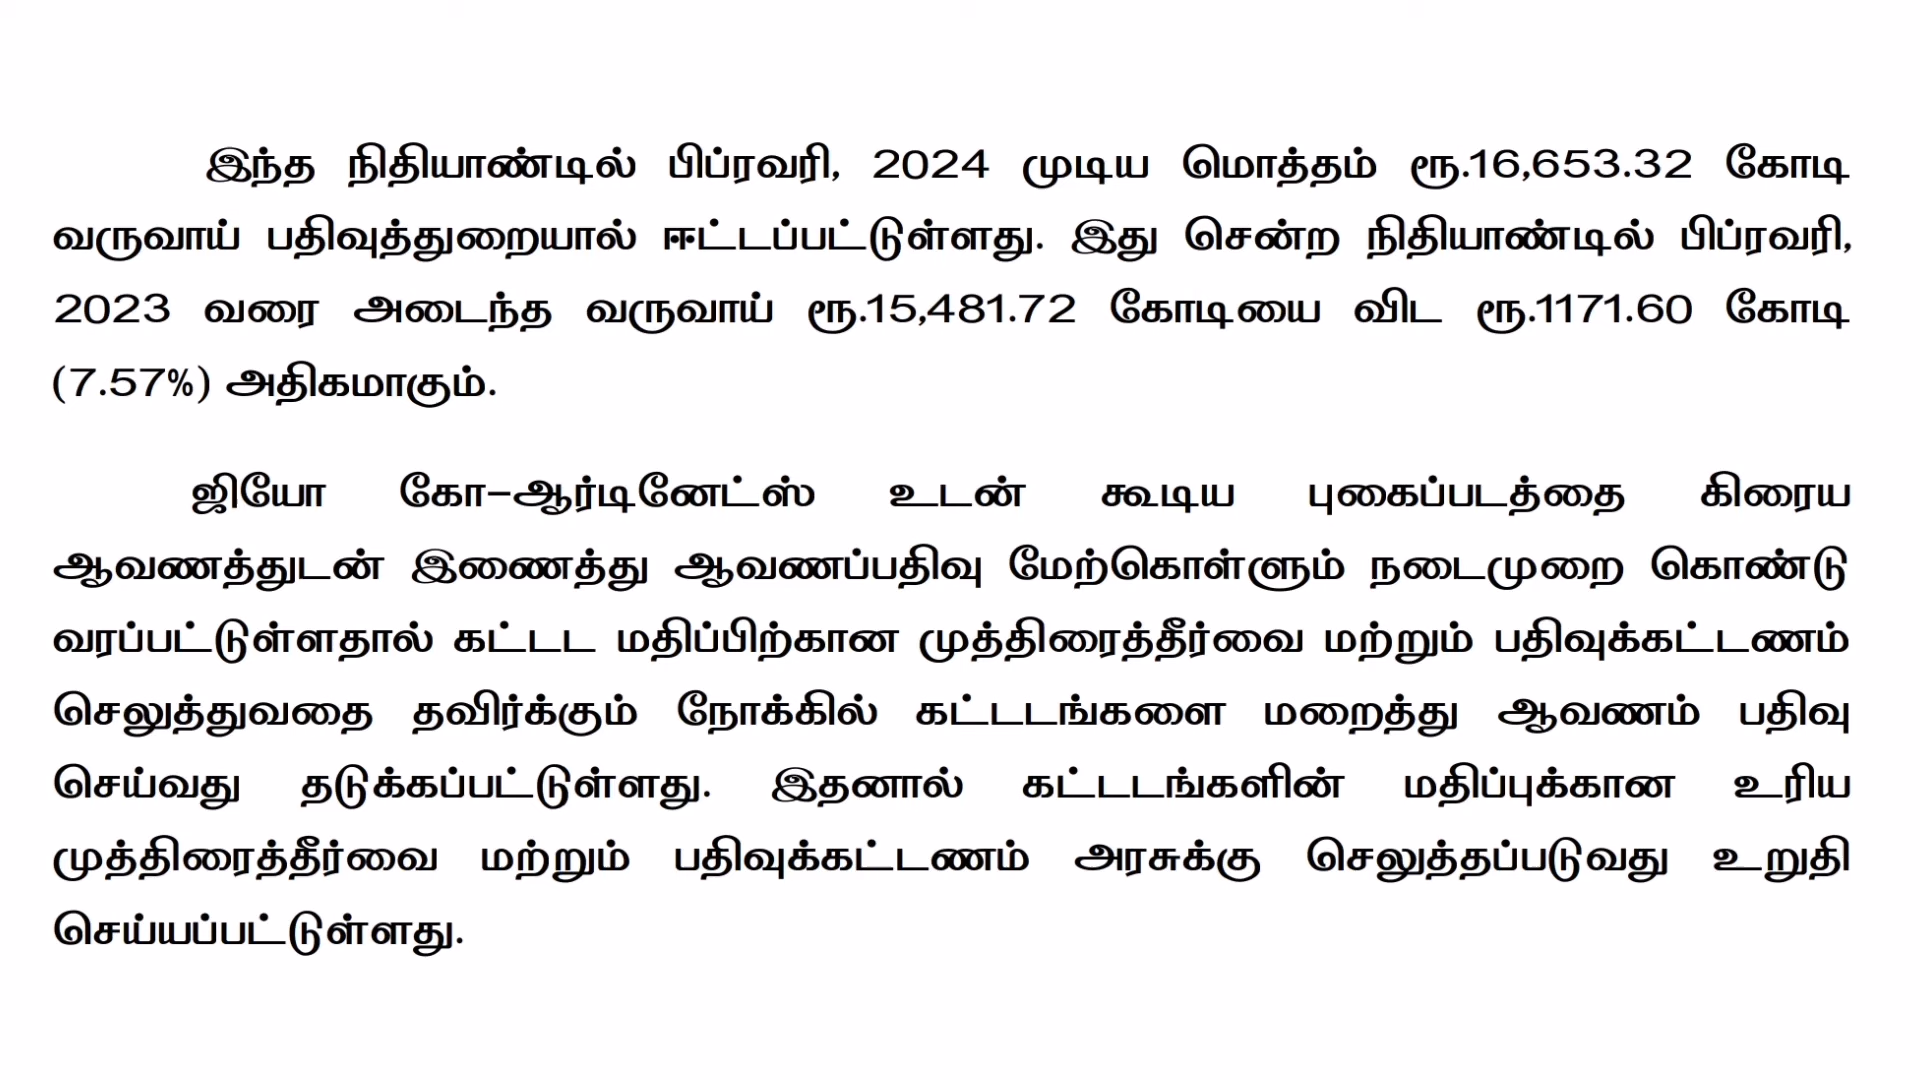 இந்த நிதியாண்டில் பிப்ரவரி, 2024 முடிய மொத்தம் ரூ.16,653.32 கோடி
வருவாய் பதிவுத்துறையால் ஈட்டப்பட்டுள்ளது. இது சென்ற நிதியாண்டில் பிப்ரவரி,
2023 வரை அடைந்த வருவாய் ரூ.15,481.72 கோடியை விட ரூ.1171.60 கோடி
(7.57%) அதிகமாகும்.
ஜியோ கோ-ஆர்டினேட்ஸ் உடன் கூடிய புகைப்படத்தை கிரைய
ஆவணத்துடன் இணைத்து ஆவணப்பதிவு மேற்கொள்ளும் நடைமுறை கொண்டு
வரப்பட்டுள்ளதால் கட்டட மதிப்பிற்கான முத்திரைத்தீர்வை மற்றும் பதிவுக்கட்டணம்
செலுத்துவதை தவிர்க்கும் நோக்கில் கட்டடங்களை மறைத்து ஆவணம் பதிவு
செய்வது தடுக்கப்பட்டுள்ளது. இதனால் கட்டடங்களின் மதிப்புக்கான உரிய
முத்திரைத்தீர்வை மற்றும் பதிவுக்கட்டணம் அரசுக்கு செலுத்தப்படுவது உறுதி
செய்யப்பட்டுள்ளது.